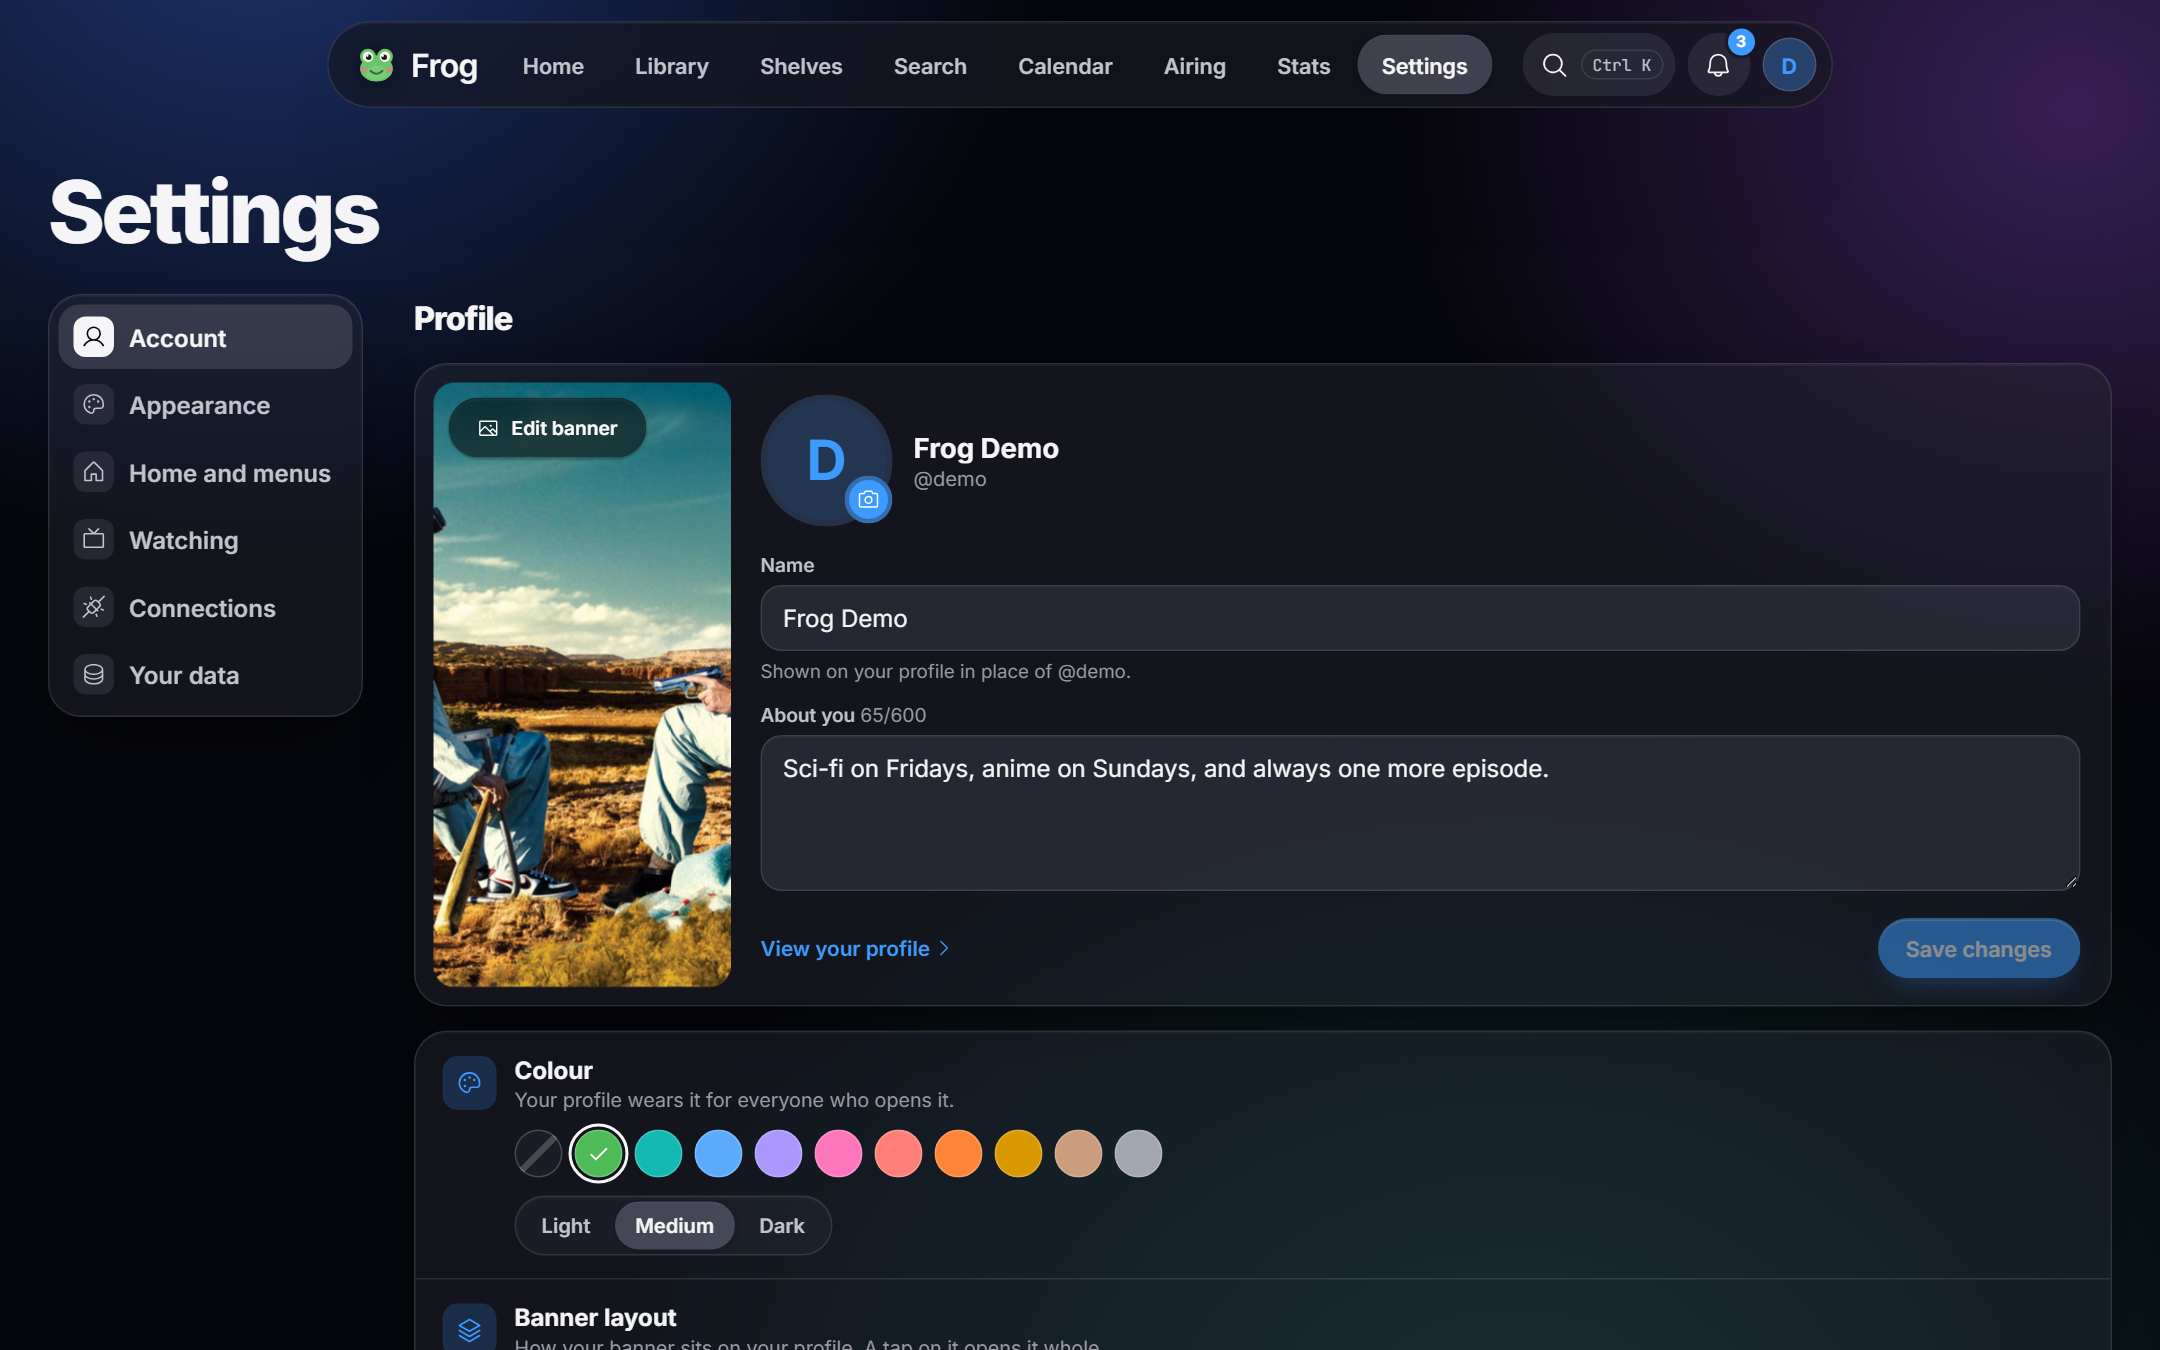 Frog
Home
Library
Shelves
Search
Calendar
Airing
Stats
Settings
Ctrl K
3
D
Settings
Account
Appearance
Home and menus
Watching
Connections
Your data
Profile
Edit banner
D
Frog Demo
@demo
Name
Frog Demo
Shown on your profile in place of @demo.
About you 65/600
Sci-fi on Fridays, anime on Sundays, and always one more episode.
View your profile
Save changes
Colour
Your profile wears it for everyone who opens it.
Light
Medium
Dark
Banner layout
How your banner sits on your profile. A tap on it opens it whole.